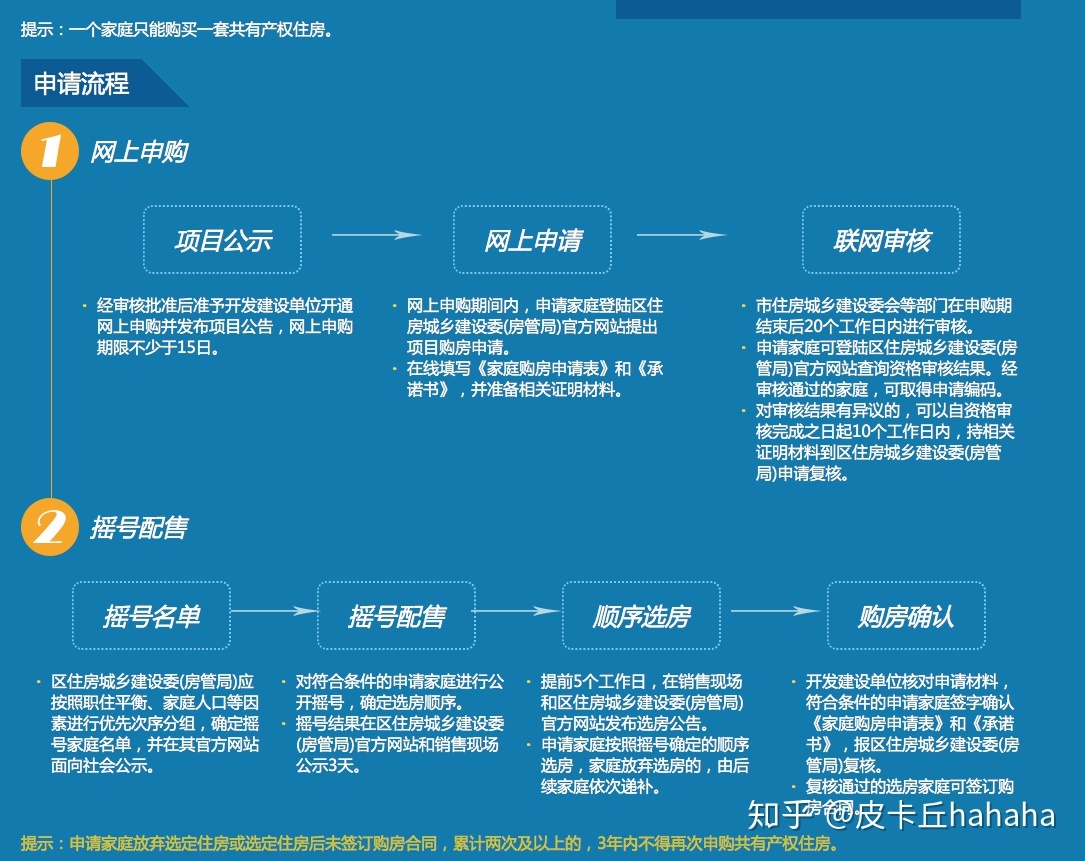 提示：一个家庭只能购买一套共有产权住房。
申请流程
1 网上申购
项目公示
网上申请
联网审核
· 经审核批准后准予开发建设单位开通
网上申购并发布项目公告，网上申购
期限不少于15日。
· 网上申购期间内，申请家庭登陆区住
房城乡建设委(房管局)官方网站提出
项目购房申请。
· 在线填写《家庭购房申请表》和《承
诺书》，并准备相关证明材料。
· 市住房城乡建设委会等部门在申购期
结束后20个工作日内进行审核。
· 申请家庭可登陆区住房城乡建设委(房
管局)官方网站查询资格审核结果。经
审核通过的家庭，可取得申请编码。
· 对审核结果有异议的，可以自资格审
核完成之日起10个工作日内，持相关
证明材料到区住房城乡建设委(房管
局)申请复核。
2 摇号配售
摇号名单
摇号配售
顺序选房
购房确认
· 区住房城乡建设委(房管局)应
按照职住平衡、家庭人口等因
素进行优先次序分组，确定摇
号家庭名单，并在其官方网站
面向社会公示。
· 对符合条件的申请家庭进行公
开摇号，确定选房顺序。
· 摇号结果在区住房城乡建设委
(房管局)官方网站和销售现场
公示3天。
· 提前5个工作日，在销售现场
和区住房城乡建设委(房管局)
官方网站发布选房公告。
· 申请家庭按照摇号确定的顺序
选房，家庭放弃选房的，由后
续家庭依次递补。
· 开发建设单位核对申请材料，
符合条件的申请家庭签字确认
《家庭购房申请表》和《承诺
书》，报区住房城乡建设委(房
管局)复核。
· 复核通过的选房家庭可签订购
房合同。
知乎 @皮卡丘hahaha
提示：申请家庭放弃选定住房或选定住房后未签订购房合同，累计两次及以上的，3年内不得再次申购共有产权住房。